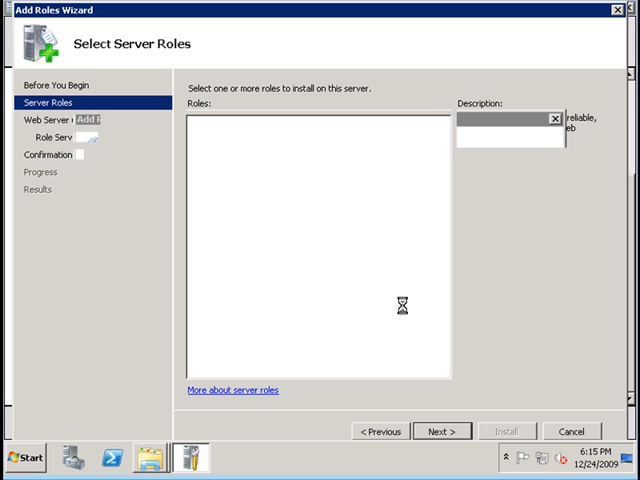 Add Roles Wizard
Select Server Roles
Before You Begin
Server Roles
Web Server
Role Serv
Confirmation
Progress
Results
Select one or more roles to install on this server.
Roles:
Description:
Add R
reliable,
eb
More about server roles
< Previous
Next >
Install
Cancel
Start
6:15 PM
12/24/2009